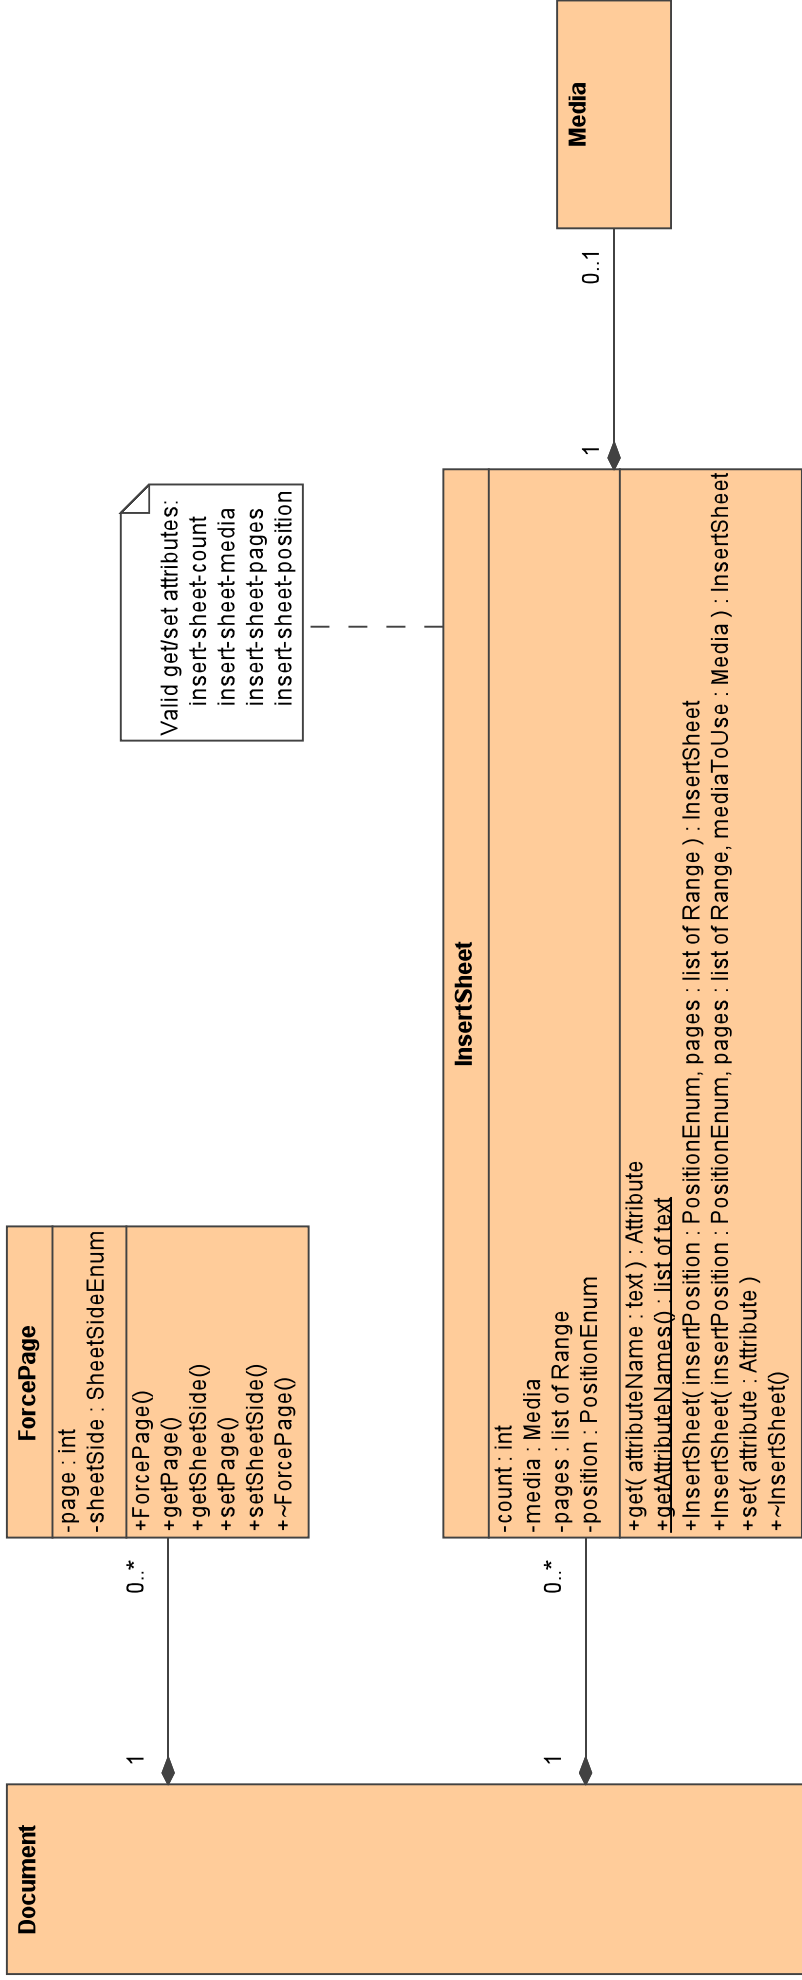 Document
1
0..*
1
0..*
ForcePage
-page : int
-sheetSide : SheetSideEnum
+ForcePage()
+getPage()
+getSheetSide()
+setPage()
+setSheetSide()
+~ForcePage()
Valid get/set attributes:
insert-sheet-count
insert-sheet-media
insert-sheet-pages
insert-sheet-position
InsertSheet
-count : int
-media : Media
-pages : list of Range
-position : PositionEnum
+get( attributeName : text ) : Attribute
+getAttributeNames() : list of text
+InsertSheet( insertPosition : PositionEnum, pages : list of Range ) : InsertSheet
+InsertSheet( insertPosition : PositionEnum, pages : list of Range, mediaToUse : Media ) : InsertSheet
+set( attribute : Attribute )
+~InsertSheet()
1
0..1
Media